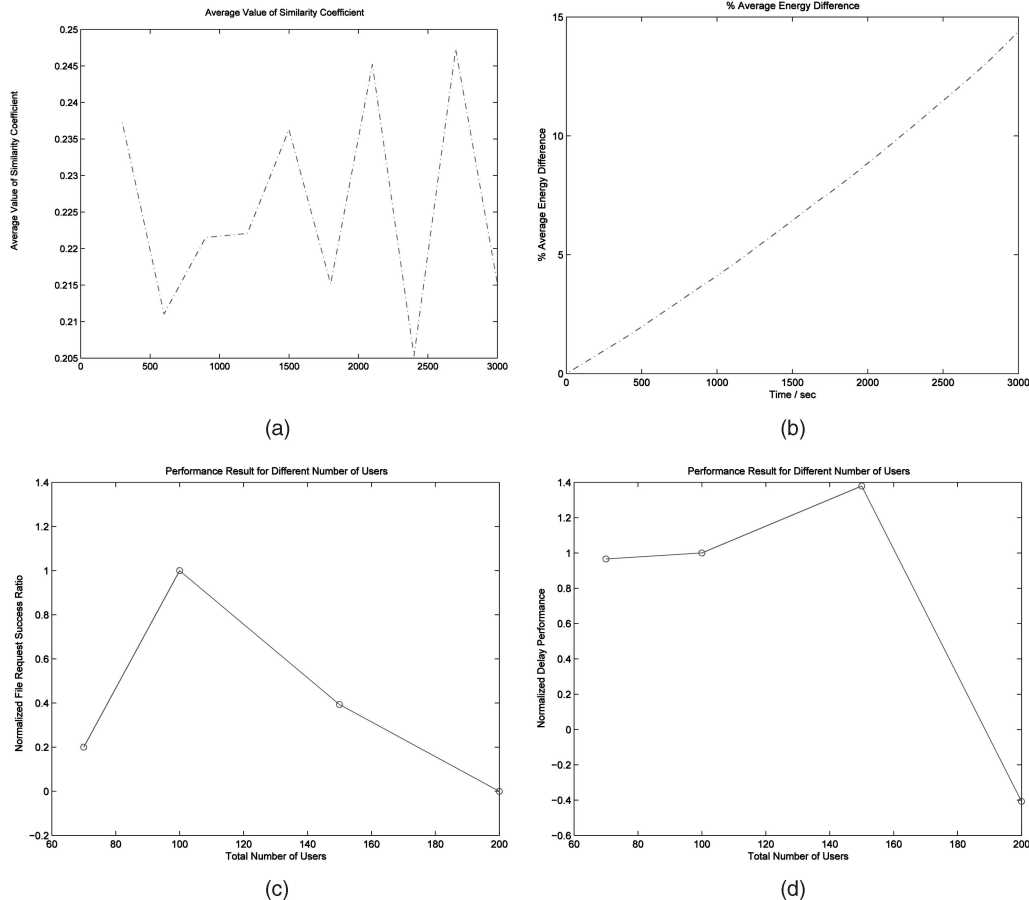 Average Value of Similarity Coefficient
0.25
0.245
0.24
0.235
0.23
0.225
0.22
0.215
0.21
0.205
Average Value of Similarity Coefficient
0 500 1000 1500 2000 2500 3000
(a)
% Average Energy Difference
15
10
5
0
% Average Energy Difference
0 500 1000 1500 2000 2500 3000
Time / sec
(b)
Performance Result for Different Number of Users
1.4
1.2
1
0.8
0.6
0.4
0.2
0
−0.2
Normalized File Request Success Ratio
60 80 100 120 140 160 180 200
Total Number of Users
(c)
Performance Result for Different Number of Users
1.4
1.2
1
0.8
0.6
0.4
0.2
0
−0.2
−0.4
−0.6
Normalized Delay Performance
60 80 100 120 140 160 180 200
Total Number of Users
(d)